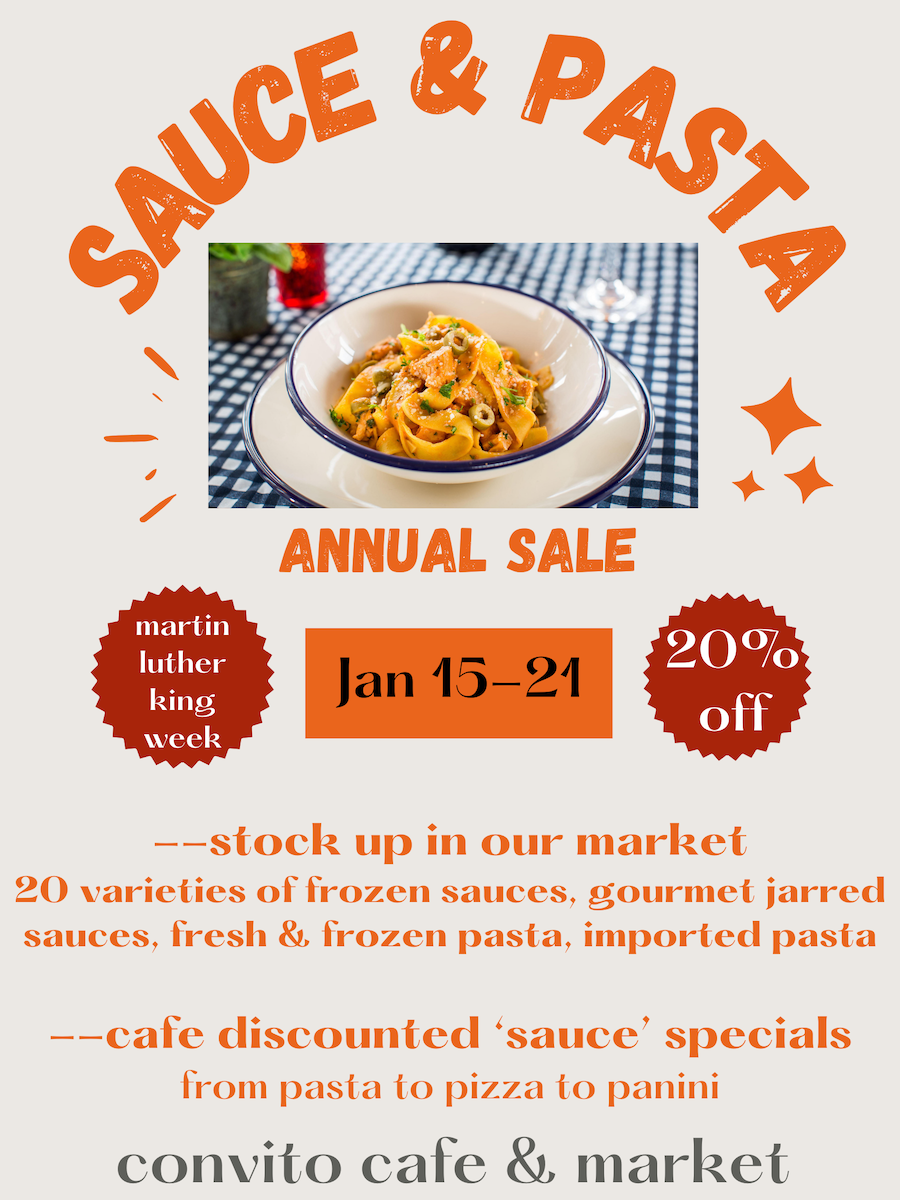 SAUCE & PASTA
ANNUAL SALE
martin
luther
king
week
Jan 15-21
20%
off
--stock up in our market
20 varieties of frozen sauces, gourmet jarred
sauces, fresh & frozen pasta, imported pasta
--cafe discounted ‘sauce’ specials
from pasta to pizza to panini
convito cafe & market